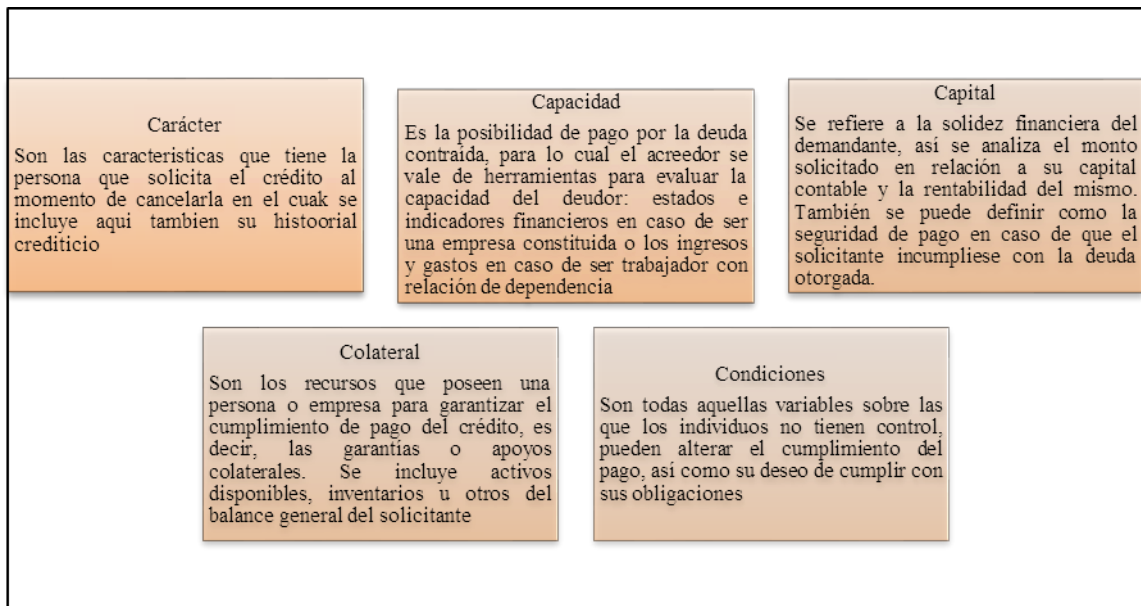 Carácter
Son las caracteristicas que tiene la
persona que solicita el crédito al
momento de cancelarla en el cuak se
incluye aqui tambien su histoorial
crediticio
Capacidad
Es la posibilidad de pago por la deuda
contraída, para lo cual el acreedor se
vale de herramientas para evaluar la
capacidad del deudor: estados e
indicadores financieros en caso de ser
una empresa constituida o los ingresos
y gastos en caso de ser trabajador con
relación de dependencia
Capital
Se refiere a la solidez financiera del
demandante, así se analiza el monto
solicitado en relación a su capital
contable y la rentabilidad del mismo.
También se puede definir como la
seguridad de pago en caso de que el
solicitante incumpliese con la deuda
otorgada.
Colateral
Son los recursos que poseen una
persona o empresa para garantizar el
cumplimiento de pago del crédito, es
decir, las garantías o apoyos
colaterales. Se incluye activos
disponibles, inventarios u otros del
balance general del solicitante
Condiciones
Son todas aquellas variables sobre las
que los individuos no tienen control,
pueden alterar el cumplimiento del
pago, así como su deseo de cumplir con
sus obligaciones